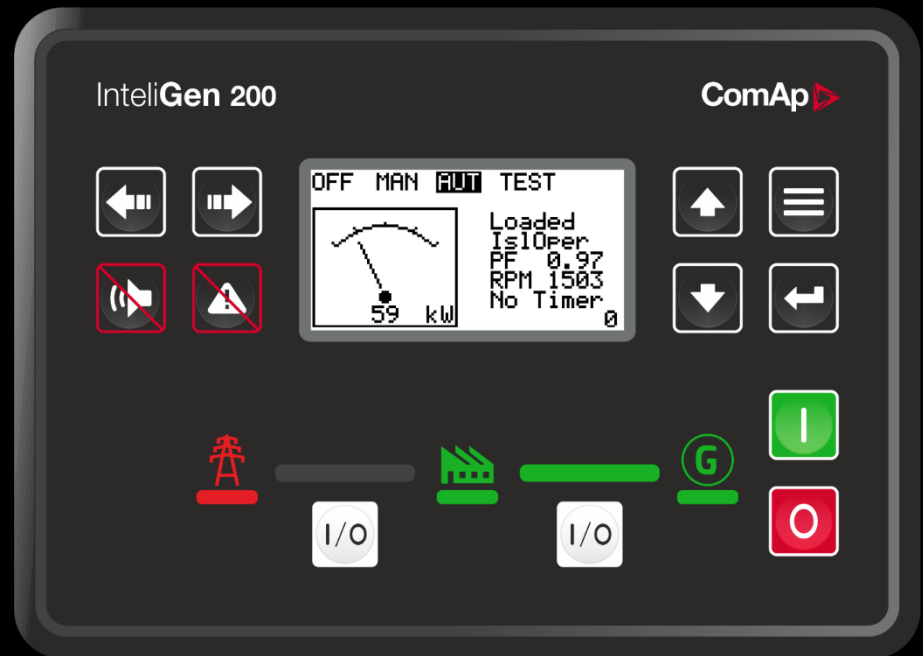 InteliGen 200
ComAp
OFF MAN AUT TEST
Loaded
IslOper
PF 0.97
RPM 1503
No Timer
0
59 kW
G
I
I/O
I/O
O